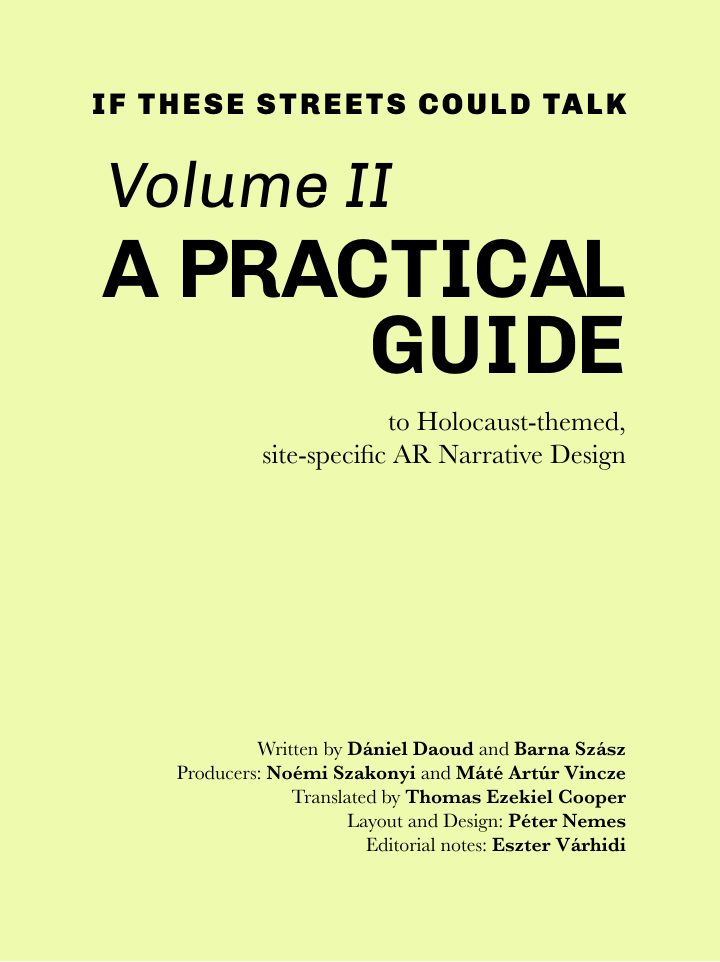 IF THESE STREETS COULD TALK
Volume II
A PRACTICAL
GUIDE
to Holocaust-themed,
site-specific AR Narrative Design
Written by Dániel Daoud and Barna Szász
Producers: Noémi Szakonyi and Máté Artúr Vincze
Translated by Thomas Ezekiel Cooper
Layout and Design: Péter Nemes
Editorial notes: Eszter Várhidi